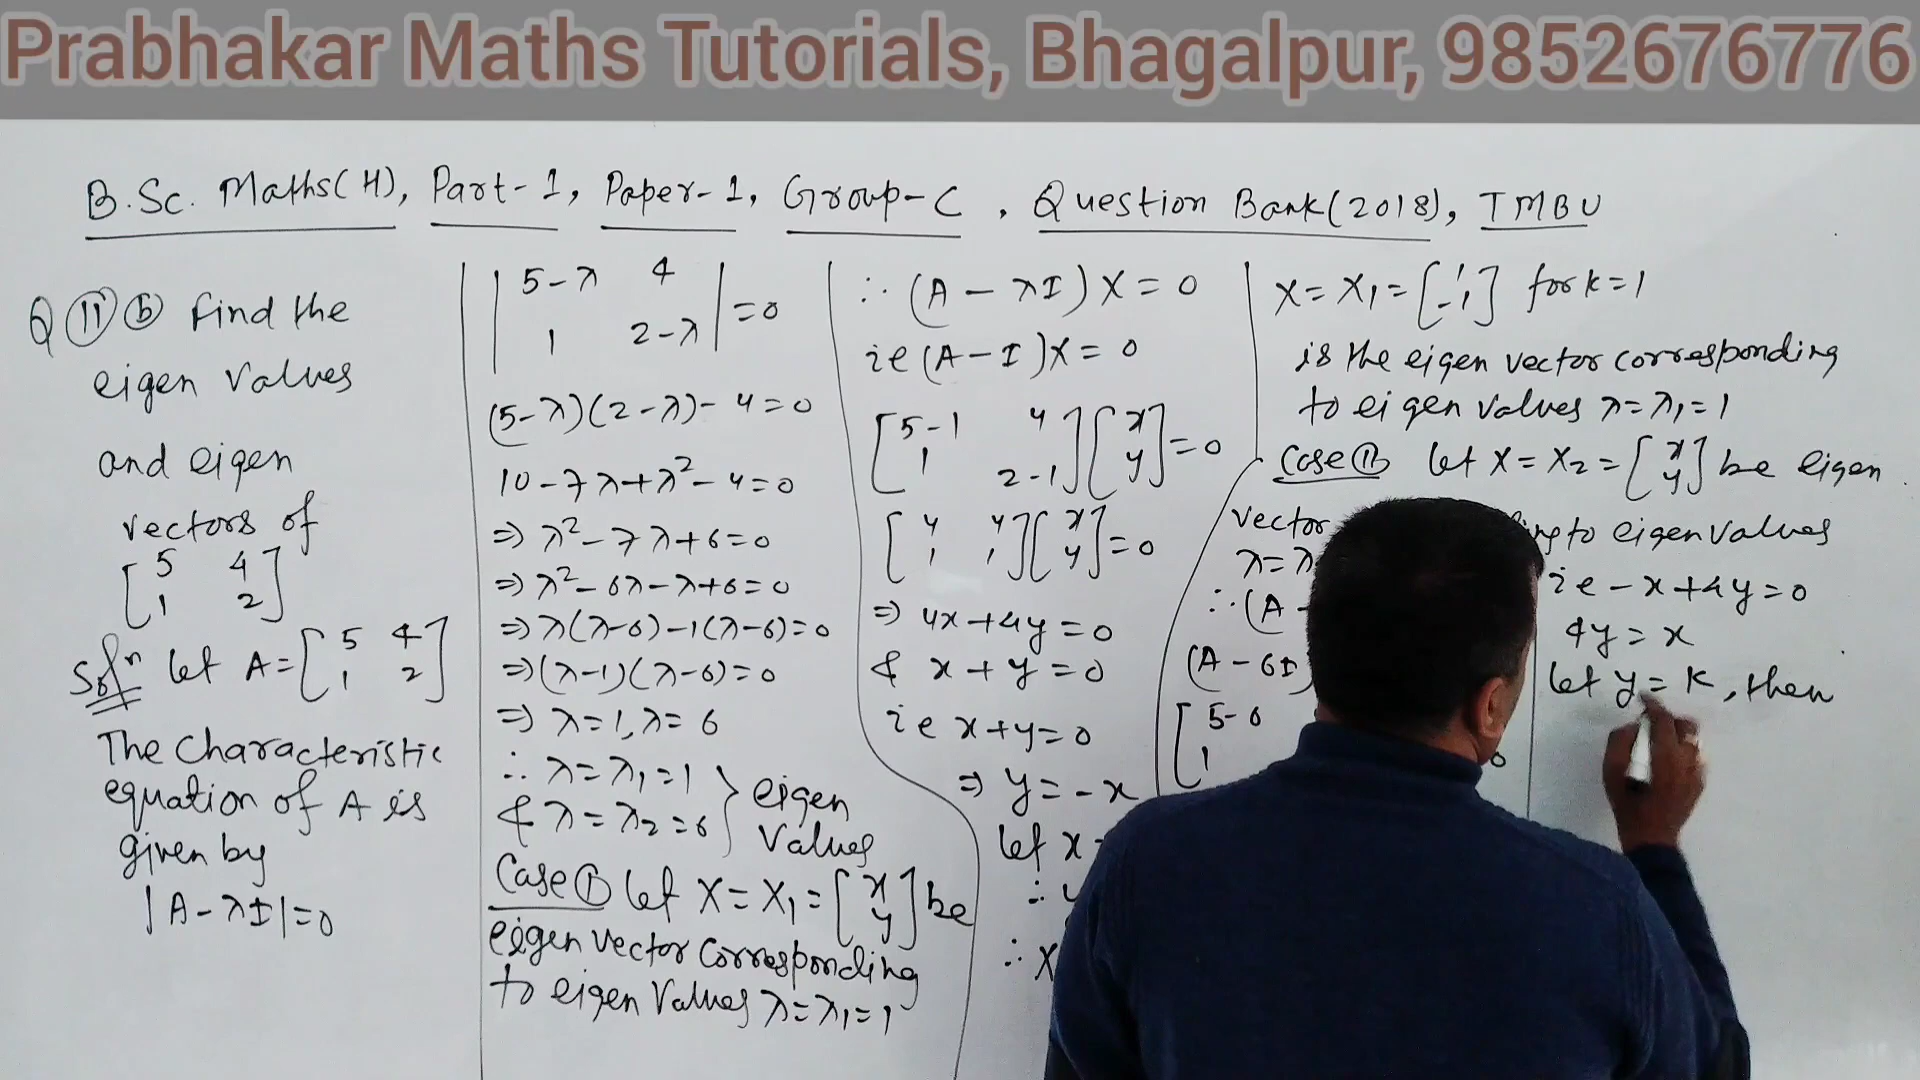 Prabhakar Maths Tutorials, Bhagalpur, 9852676776
B.Sc. Maths(H), Part-1, Paper-1, Group-C, Question Bank(2018), TMBU
Q 11 b Find the
eigen values
and eigen
vectors of
[5 4
1 2]
Solⁿ let A = [5 4
1 2]
The characteristic
equation of A is
given by
|A-λI|=0
|5-λ 4
1 2-λ| = 0
(5-λ)(2-λ)-4=0
10-7λ+λ²-4=0
⇒ λ²-7λ+6=0
⇒ λ²-6λ-λ+6=0
⇒ λ(λ-6)-1(λ-6)=0
⇒ (λ-1)(λ-6)=0
⇒ λ=1, λ=6
∴ λ=λ₁=1
& λ=λ₂=6 } eigen
values
Case I let X=X₁=[x
y] be
eigen vector corresponding
to eigen values λ=λ₁=1
∴ (A-λI)X=0
ie (A-I)X=0
[5-1 4
1 2-1][x
y]=0
[4 4
1 1][x
y]=0
⇒ 4x+4y=0
& x+y=0
ie x+y=0
⇒ y=-x
let x
∴ y
∴ X
X=X₁=[1
-1] for k=1
is the eigen vector corresponding
to eigen values λ=λ₁=1
Case II let X=X₂=[x
y] be eigen
vector to eigen values
λ=λ
∴ (A-
(A-6I)
[5-6
1 0
ie -x+4y=0
4y=x
let y=k, then